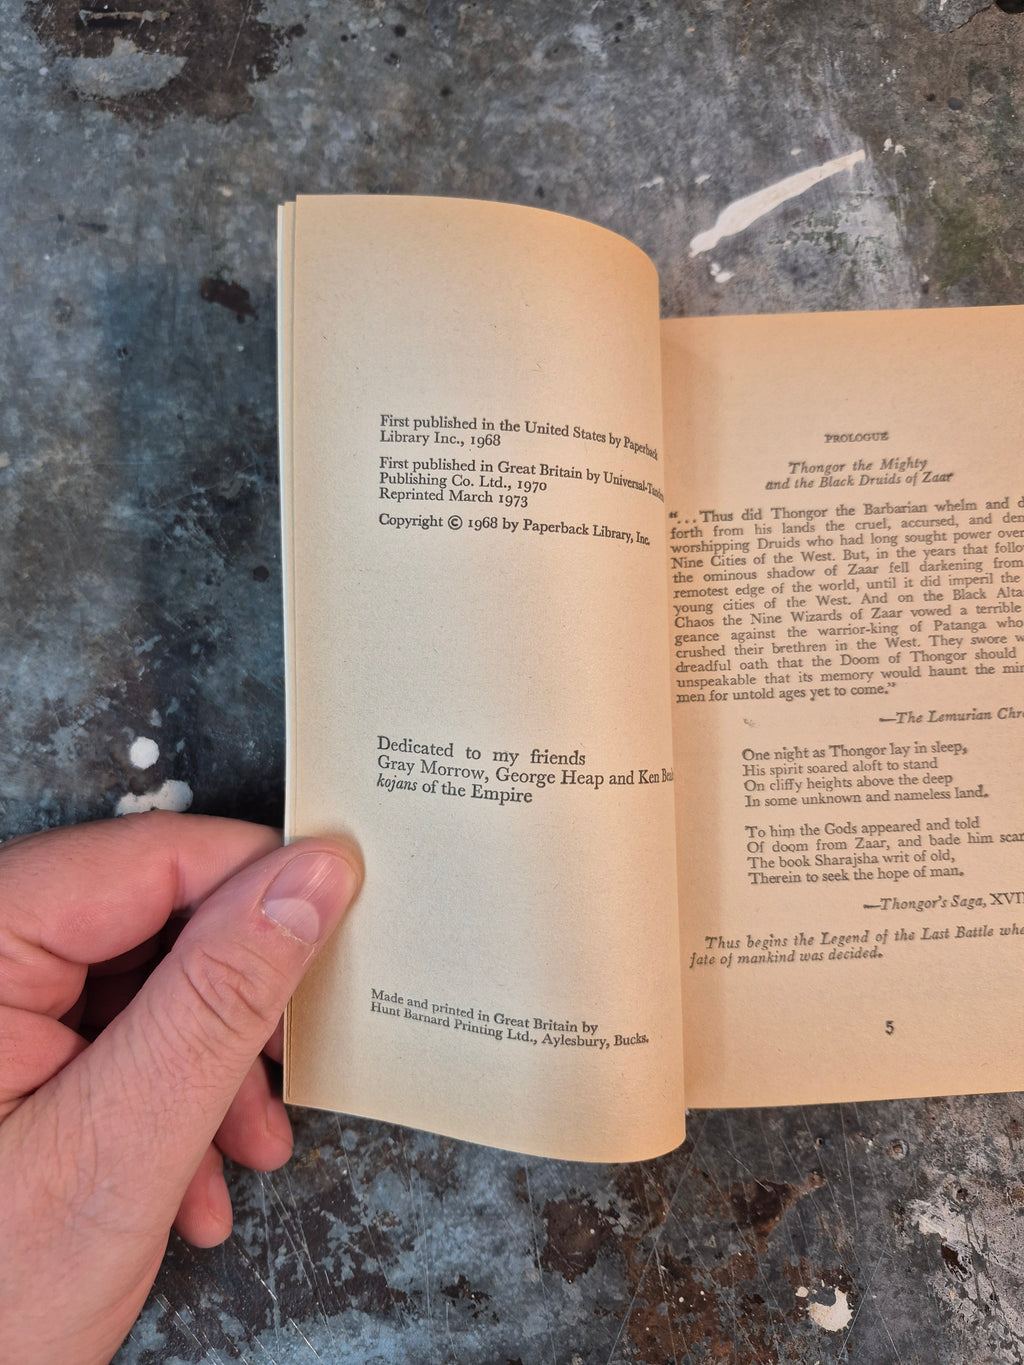 First published in the United States by Paperback
Library Inc., 1968
First published in Great Britain by Universal-Tandem
Publishing Co. Ltd., 1970
Reprinted March 1973
Copyright © 1968 by Paperback Library, Inc.
Dedicated to my friends
Gray Morrow, George Heap and Ken
kojans of the Empire
Made and printed in Great Britain by
Hunt Barnard Printing Ltd., Aylesbury, Bucks.
PROLOGUE
Thongor the Mighty
and the Black Druids of Zaar
“...Thus did Thongor the Barbarian whelm and
forth from his lands the cruel, accursed, and
worshipping Druids who had long sought power over
Nine Cities of the West. But, in the years that
the ominous shadow of Zaar fell darkening from
remotest edge of the world, until it did imperil the
young cities of the West. And on the Black
Chaos the Nine Wizards of Zaar vowed a terrible
geance against the warrior-king of Patanga who
crushed their brethren in the West. They swore
dreadful oath that the Doom of Thongor should
unspeakable that its memory would haunt the
men for untold ages yet to come.”
—The Lemurian
One night as Thongor lay in sleep,
His spirit soared aloft to stand
On cliffy heights above the deep
In some unknown and nameless land.
To him the Gods appeared and told
Of doom from Zaar, and bade him
The book Sharajsha writ of old,
Therein to seek the hope of man.
—Thongor's Saga,
Thus begins the Legend of the Last Battle
fate of mankind was decided.
5